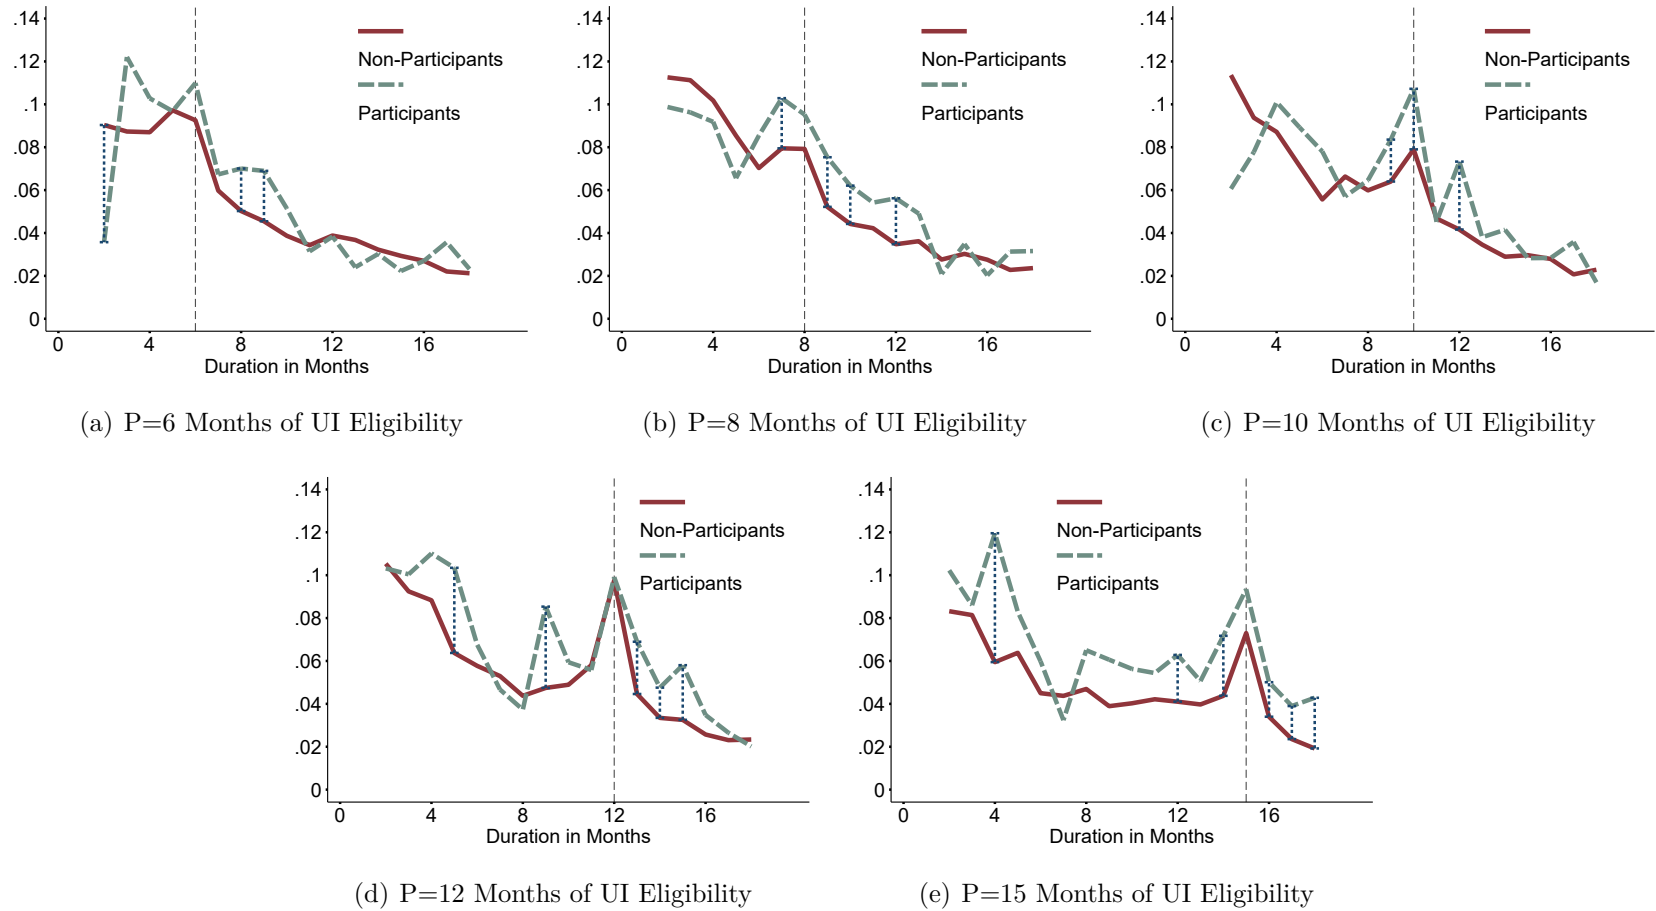 .14
.12
.1
.08
.06
.04
.02
0
0 4 8 12 16
Duration in Months
Non-Participants
Participants
(a) P=6 Months of UI Eligibility
.14
.12
.1
.08
.06
.04
.02
0
0 4 8 12 16
Duration in Months
Non-Participants
Participants
(b) P=8 Months of UI Eligibility
.14
.12
.1
.08
.06
.04
.02
0
0 4 8 12 16
Duration in Months
Non-Participants
Participants
(c) P=10 Months of UI Eligibility
.14
.12
.1
.08
.06
.04
.02
0
0 4 8 12 16
Duration in Months
Non-Participants
Participants
(d) P=12 Months of UI Eligibility
.14
.12
.1
.08
.06
.04
.02
0
0 4 8 12 16
Duration in Months
Non-Participants
Participants
(e) P=15 Months of UI Eligibility